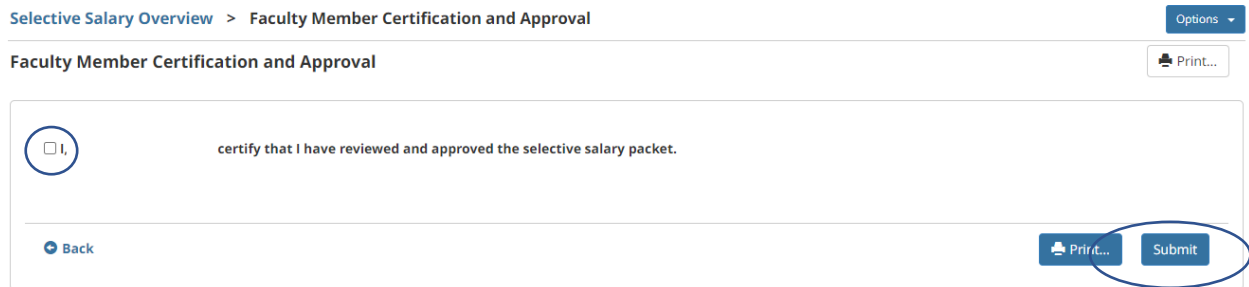 Selective Salary Overview > Faculty Member Certification and Approval
Options
Faculty Member Certification and Approval
Print...
I, certify that I have reviewed and approved the selective salary packet.
Back
Print...
Submit